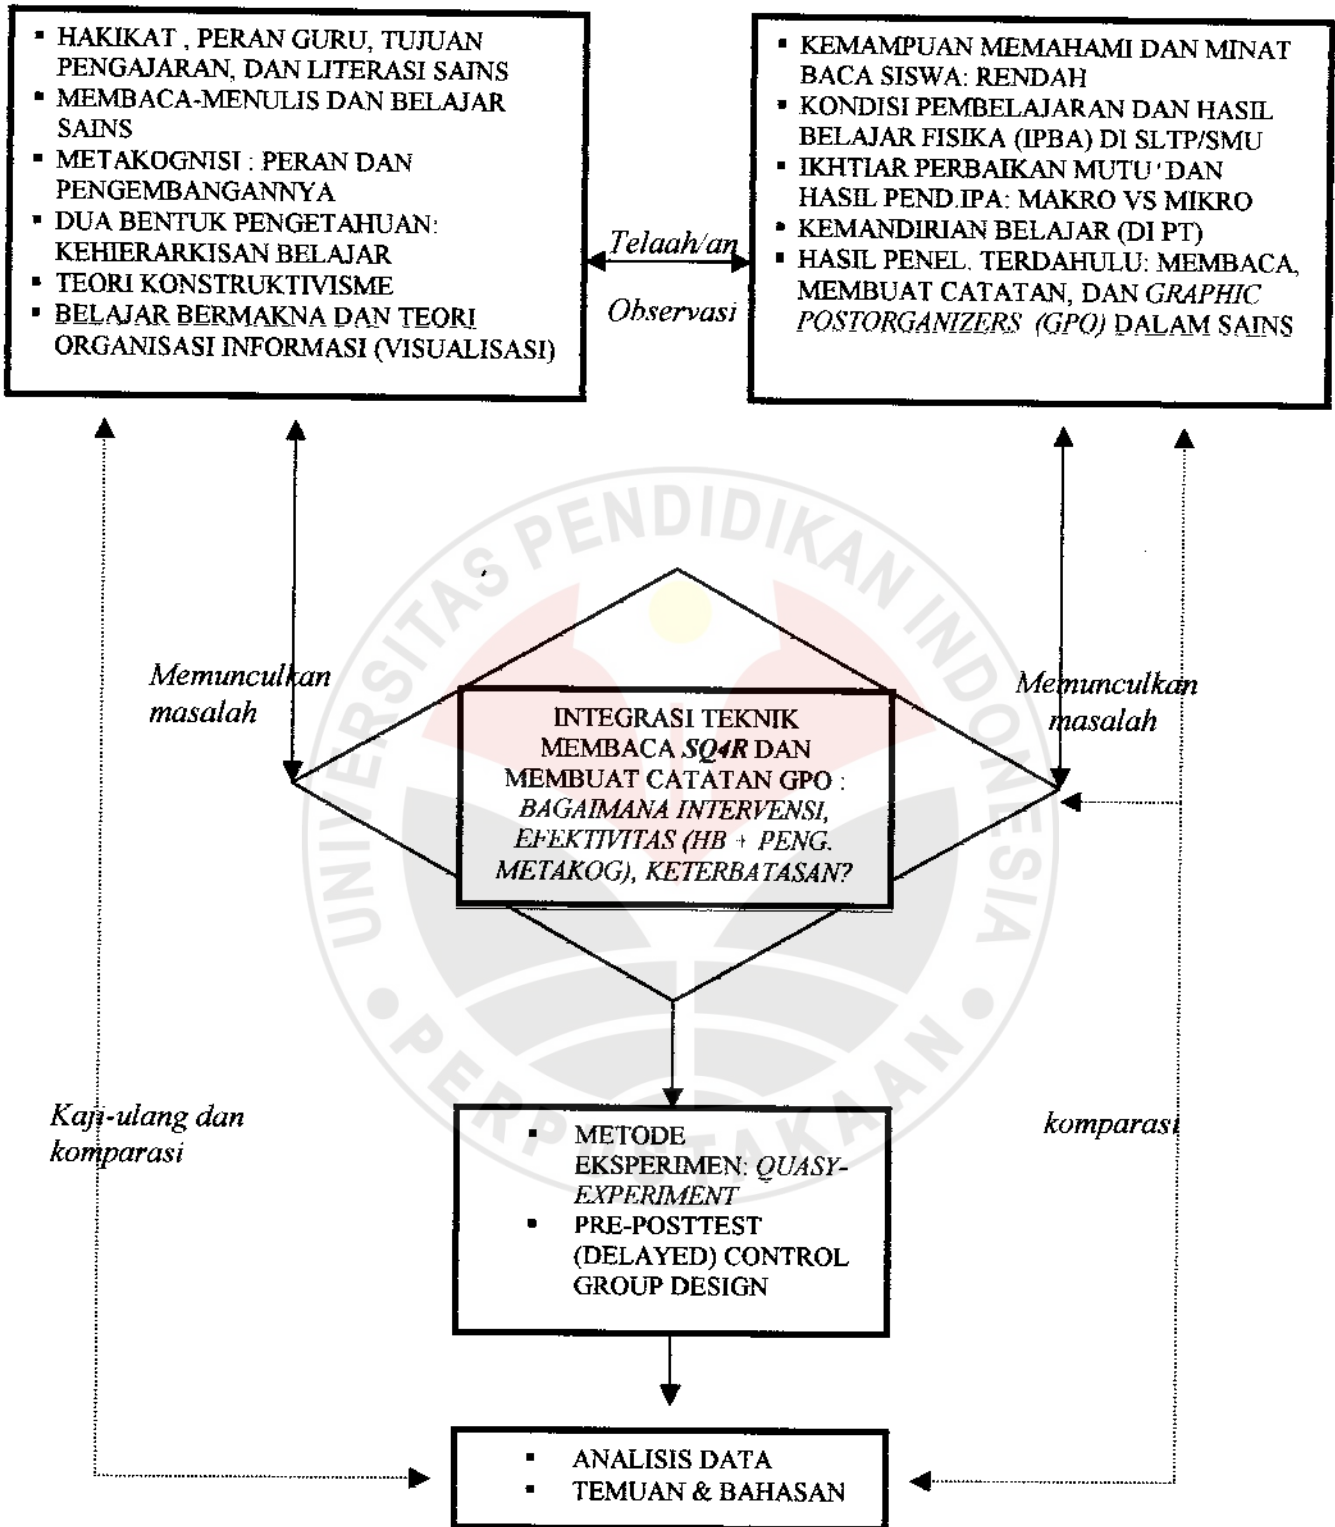 ▪ HAKIKAT , PERAN GURU, TUJUAN
PENGAJARAN, DAN LITERASI SAINS
▪ MEMBACA-MENULIS DAN BELAJAR
SAINS
▪ METAKOGNISI : PERAN DAN
PENGEMBANGANNYA
▪ DUA BENTUK PENGETAHUAN:
KEHIERARKISAN BELAJAR
▪ TEORI KONSTRUKTIVISME
▪ BELAJAR BERMAKNA DAN TEORI
ORGANISASI INFORMASI (VISUALISASI)
Telaah/an
Observasi
▪ KEMAMPUAN MEMAHAMI DAN MINAT
BACA SISWA: RENDAH
▪ KONDISI PEMBELAJARAN DAN HASIL
BELAJAR FISIKA (IPBA) DI SLTP/SMU
▪ IKHTIAR PERBAIKAN MUTU DAN
HASIL PEND.IPA: MAKRO VS MIKRO
▪ KEMANDIRIAN BELAJAR (DI PT)
▪ HASIL PENEL. TERDAHULU: MEMBACA,
MEMBUAT CATATAN, DAN GRAPHIC
POSTORGANIZERS (GPO) DALAM SAINS
Memunculkan
masalah
Memunculkan
masalah
INTEGRASI TEKNIK
MEMBACA SQ4R DAN
MEMBUAT CATATAN GPO :
BAGAIMANA INTERVENSI,
EFEKTIVITAS (HB + PENG.
METAKOG), KETERBATASAN?
Kaji-ulang dan
komparasi
komparasi
▪ METODE
EKSPERIMEN: QUASY-
EXPERIMENT
▪ PRE-POSTTEST
(DELAYED) CONTROL
GROUP DESIGN
▪ ANALISIS DATA
▪ TEMUAN & BAHASAN
UNIVERSITAS PENDIDIKAN INDONESIA
PERPUSTAKAAN